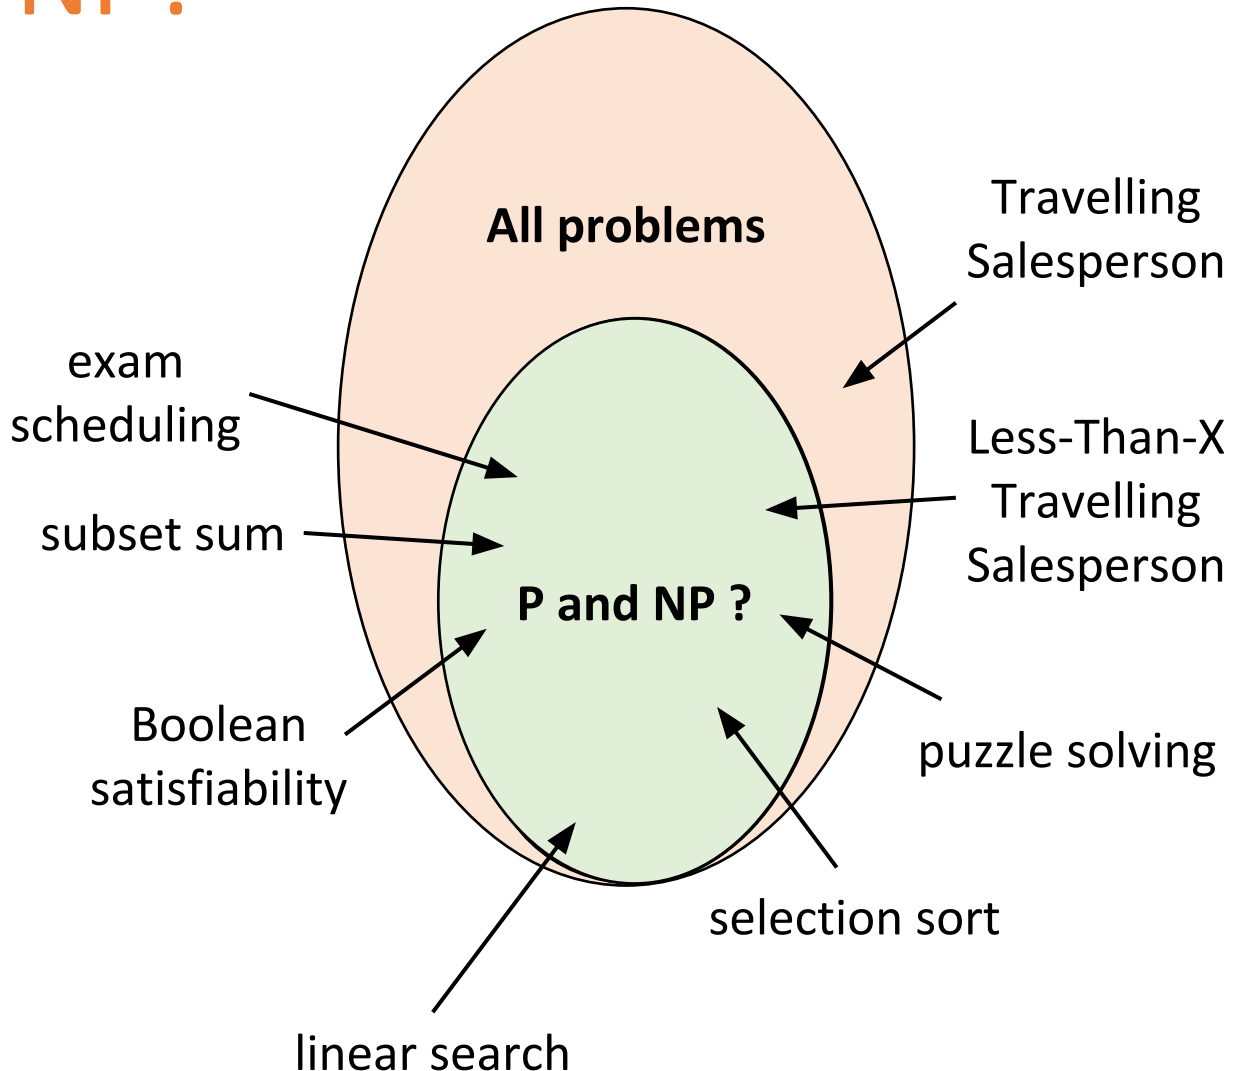 NP?
All problems
Travelling
Salesperson
exam
scheduling
Less-Than-X
Travelling
Salesperson
subset sum
P and NP ?
Boolean
satisfiability
puzzle solving
selection sort
linear search